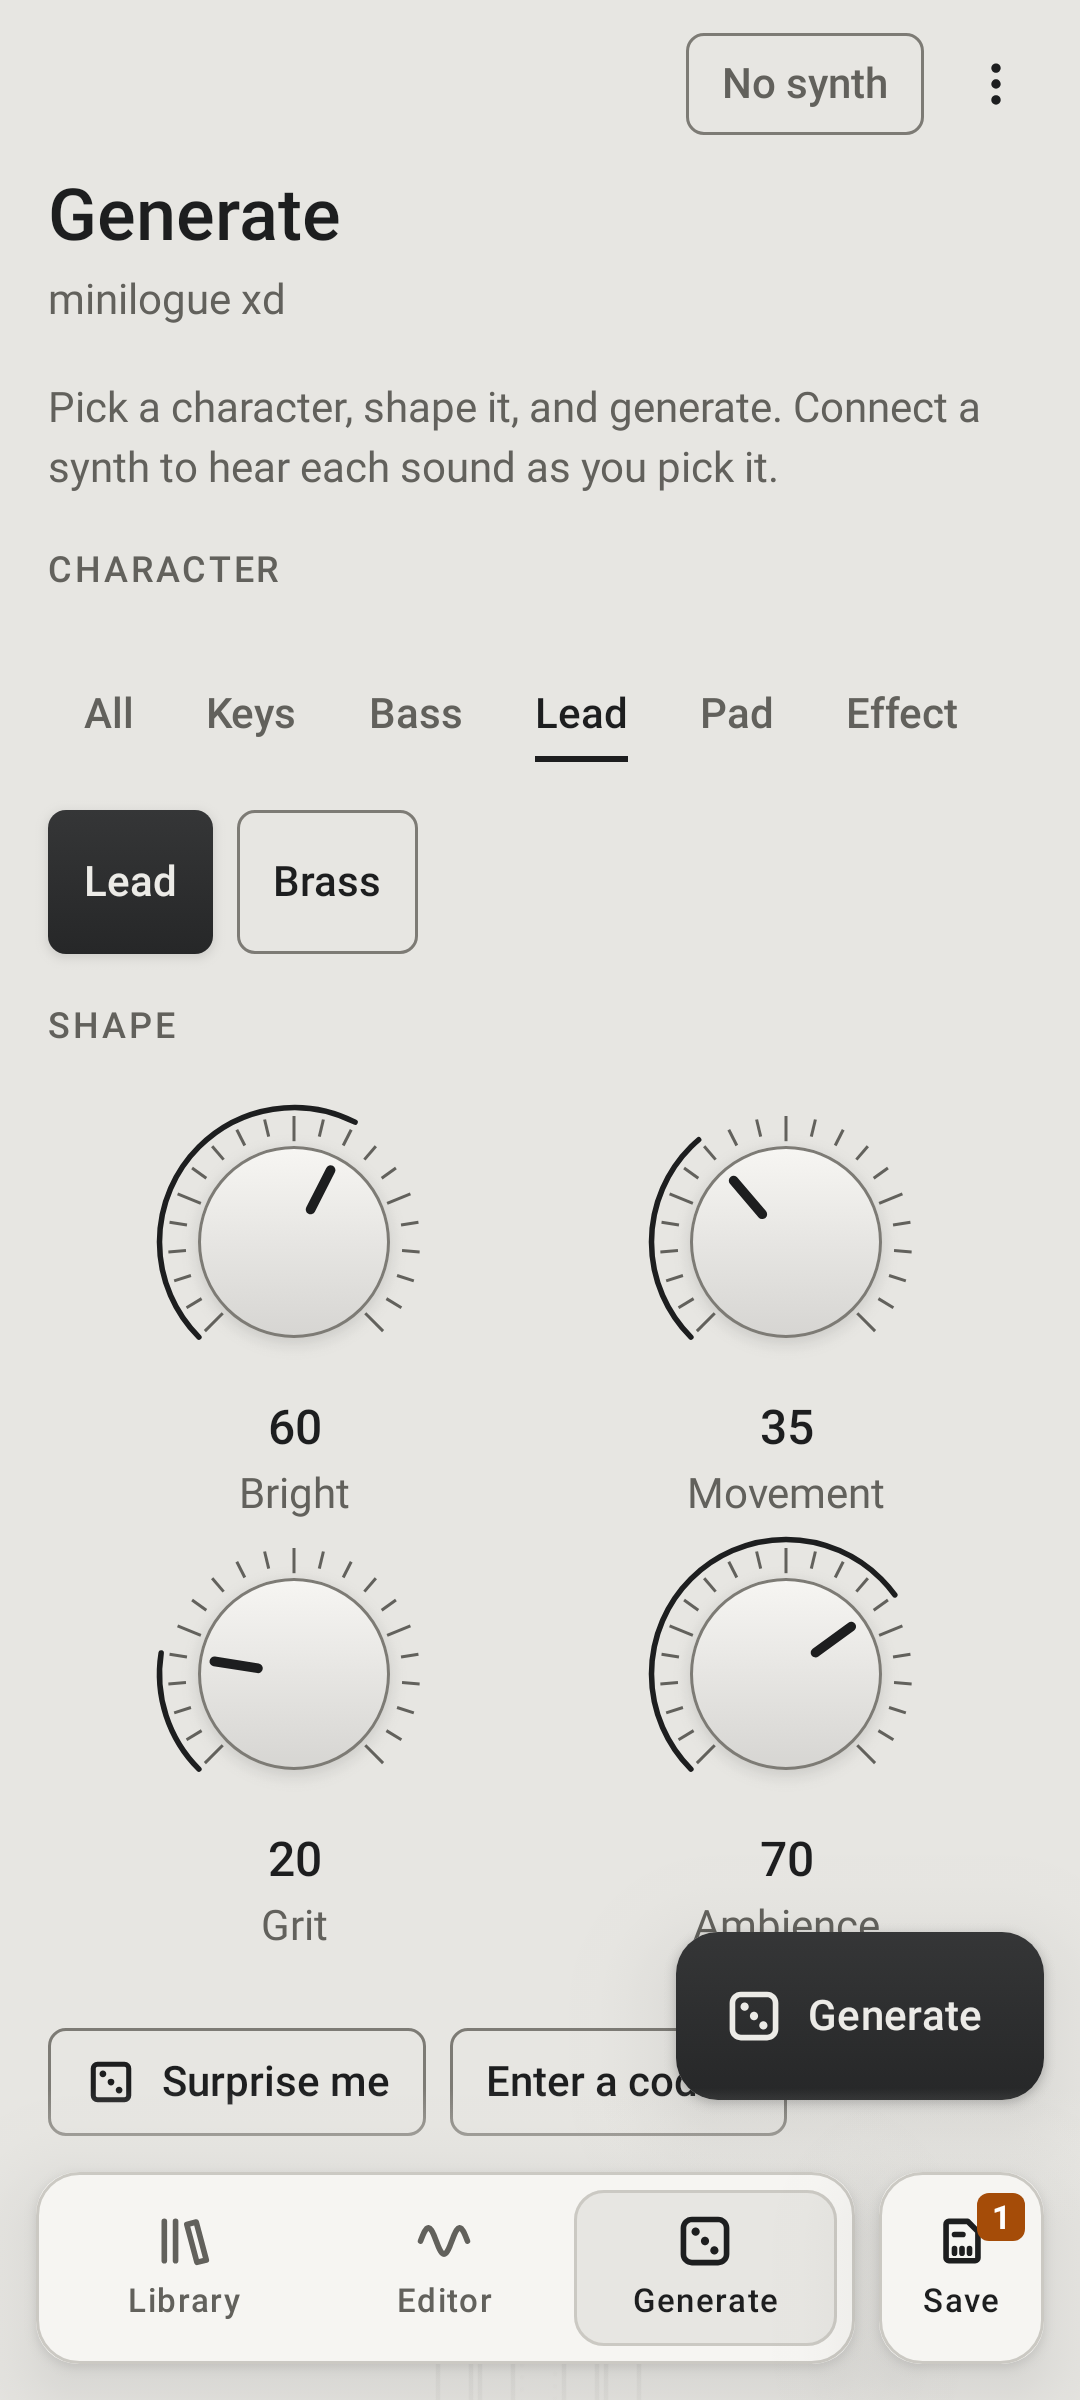 No synth
Generate
minilogue xd
Pick a character, shape it, and generate. Connect a
synth to hear each sound as you pick it.
CHARACTER
All Keys Bass Lead Pad Effect
Lead Brass
SHAPE
60 35
Bright Movement
20 70
Grit Ambience
Generate
Surprise me Enter a cod
1
Library Editor Generate Save